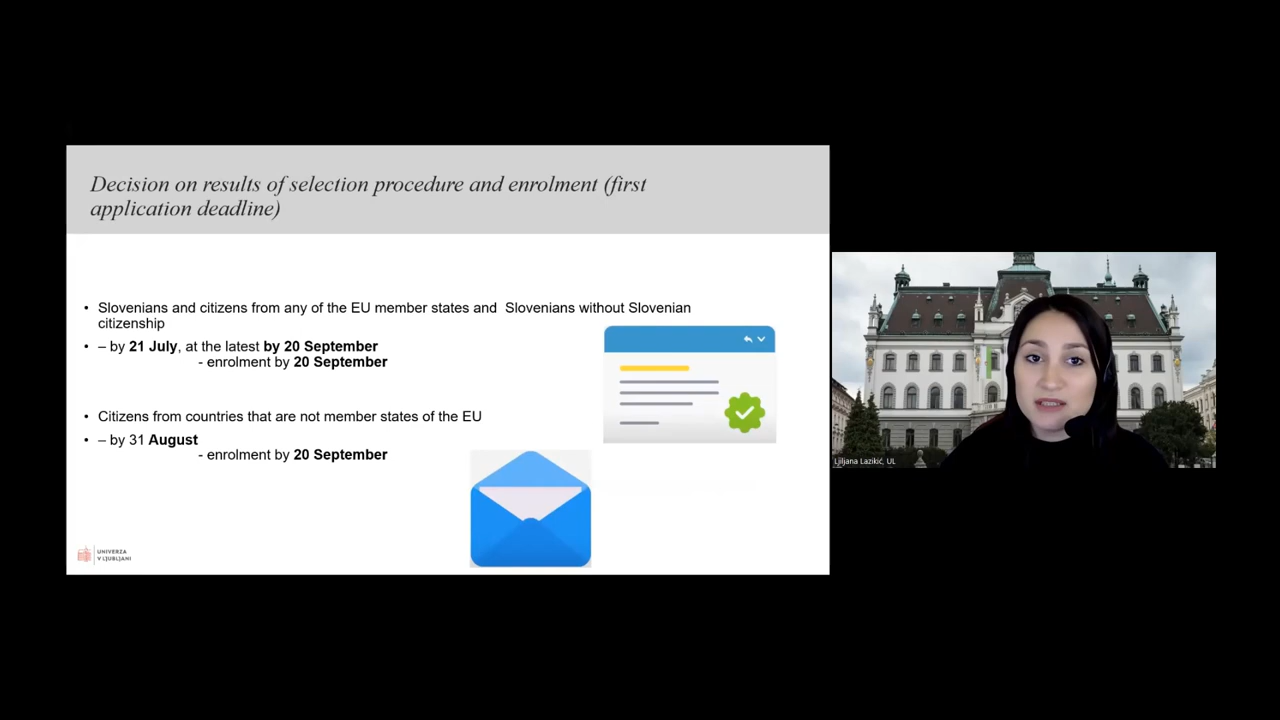 Decision on results of selection procedure and enrolment (first
application deadline)
• Slovenians and citizens from any of the EU member states and Slovenians without Slovenian
citizenship
• – by 21 July, at the latest by 20 September
- enrolment by 20 September
• Citizens from countries that are not member states of the EU
• – by 31 August
- enrolment by 20 September
UNIVERZA
V LJUBLJANI
Ljiljana Lazikić, UL